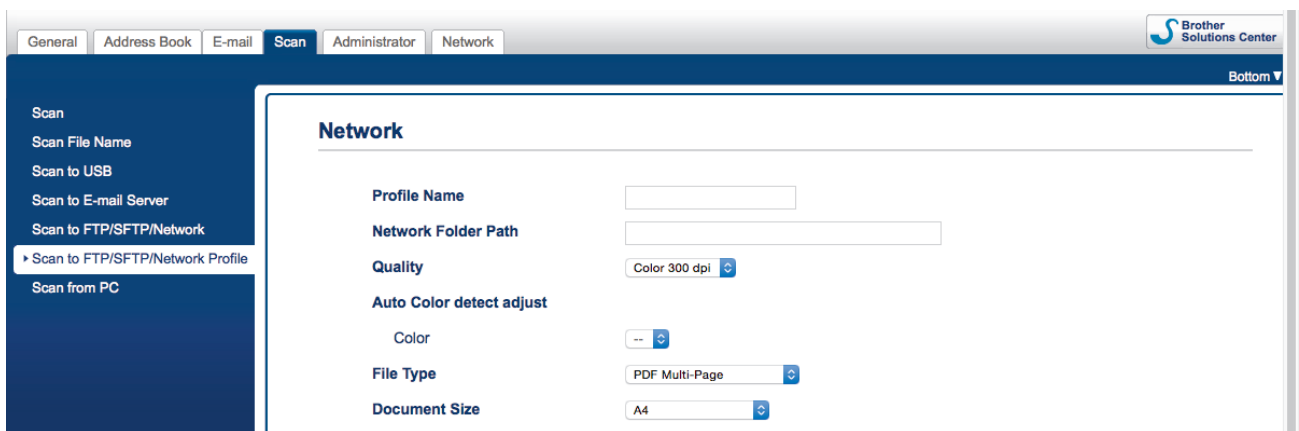 General Address Book E-mail Scan Administrator Network
Brother
Solutions Center
Bottom ▼
Scan
Scan File Name
Scan to USB
Scan to E-mail Server
Scan to FTP/SFTP/Network
Scan to FTP/SFTP/Network Profile
Scan from PC
Network
Profile Name
Network Folder Path
Quality Color 300 dpi
Auto Color detect adjust
Color --
File Type PDF Multi-Page
Document Size A4